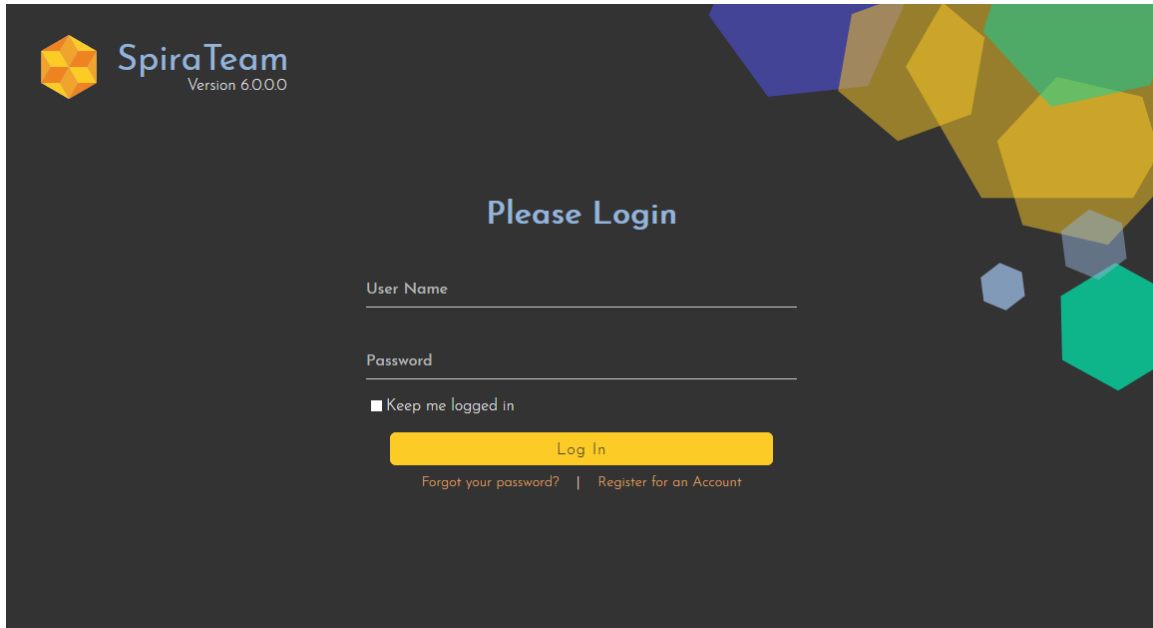 SpiraTeam
Version 6.0.0.0
Please Login
User Name
Password
Keep me logged in
Log In
Forgot your password? | Register for an Account